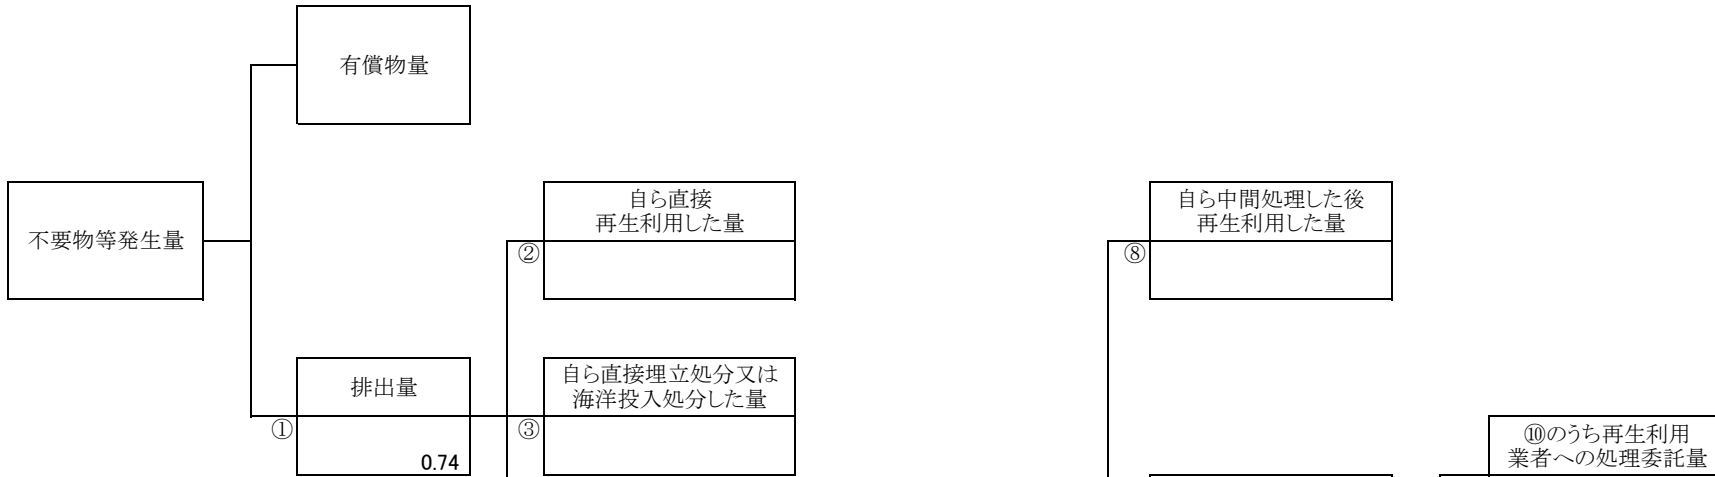 有償物量
不要物等発生量
自ら直接
再生利用した量
②
自ら中間処理した後
再生利用した量
⑧
排出量
①
0.74
自ら直接埋立処分又は
海洋投入処分した量
③
⑩のうち再生利用
業者への処理委託量